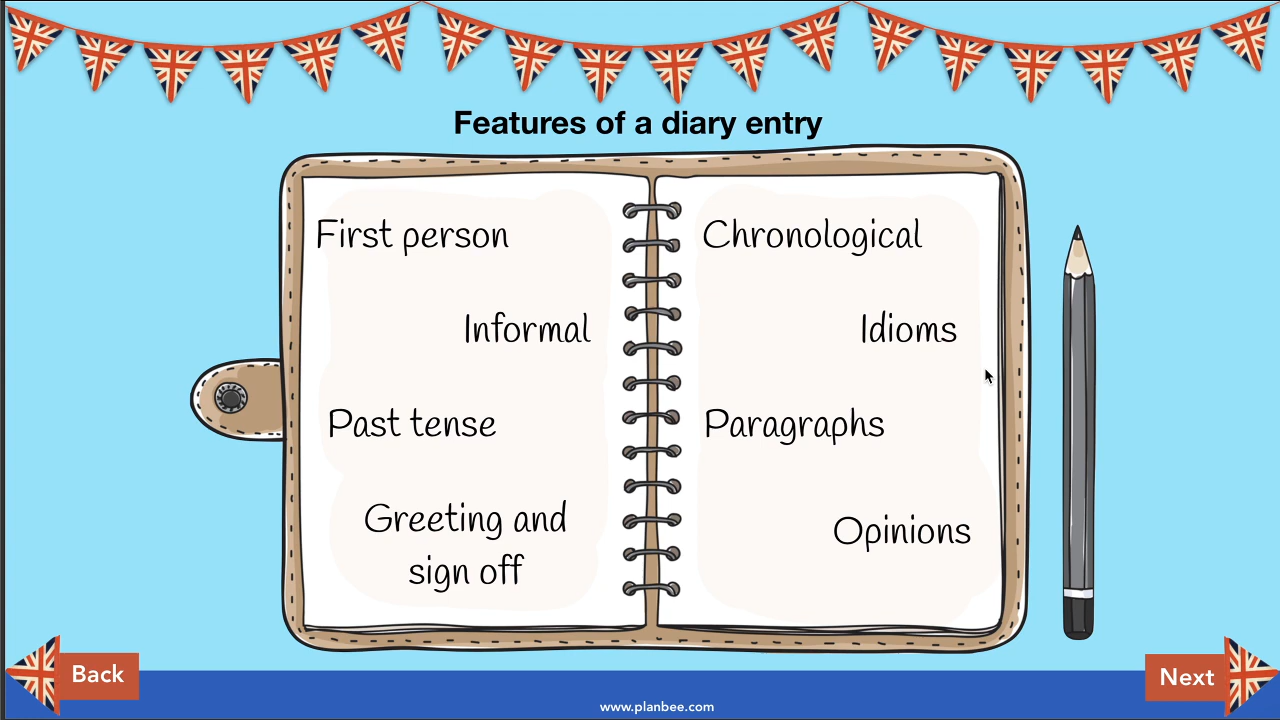 Features of a diary entry
First person
Informal
Past tense
Greeting and
sign off
Chronological
Idioms
Paragraphs
Opinions
Back
Next
www.planbee.com